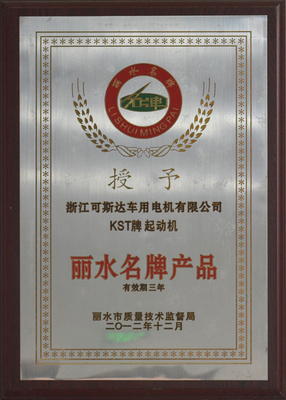 丽水名牌
LISHUI MING PAI
授予
浙江可斯达车用电机有限公司
KST牌起动机
丽水名牌产品
有效期三年
丽水市质量技术监督局
二〇一二年十二月